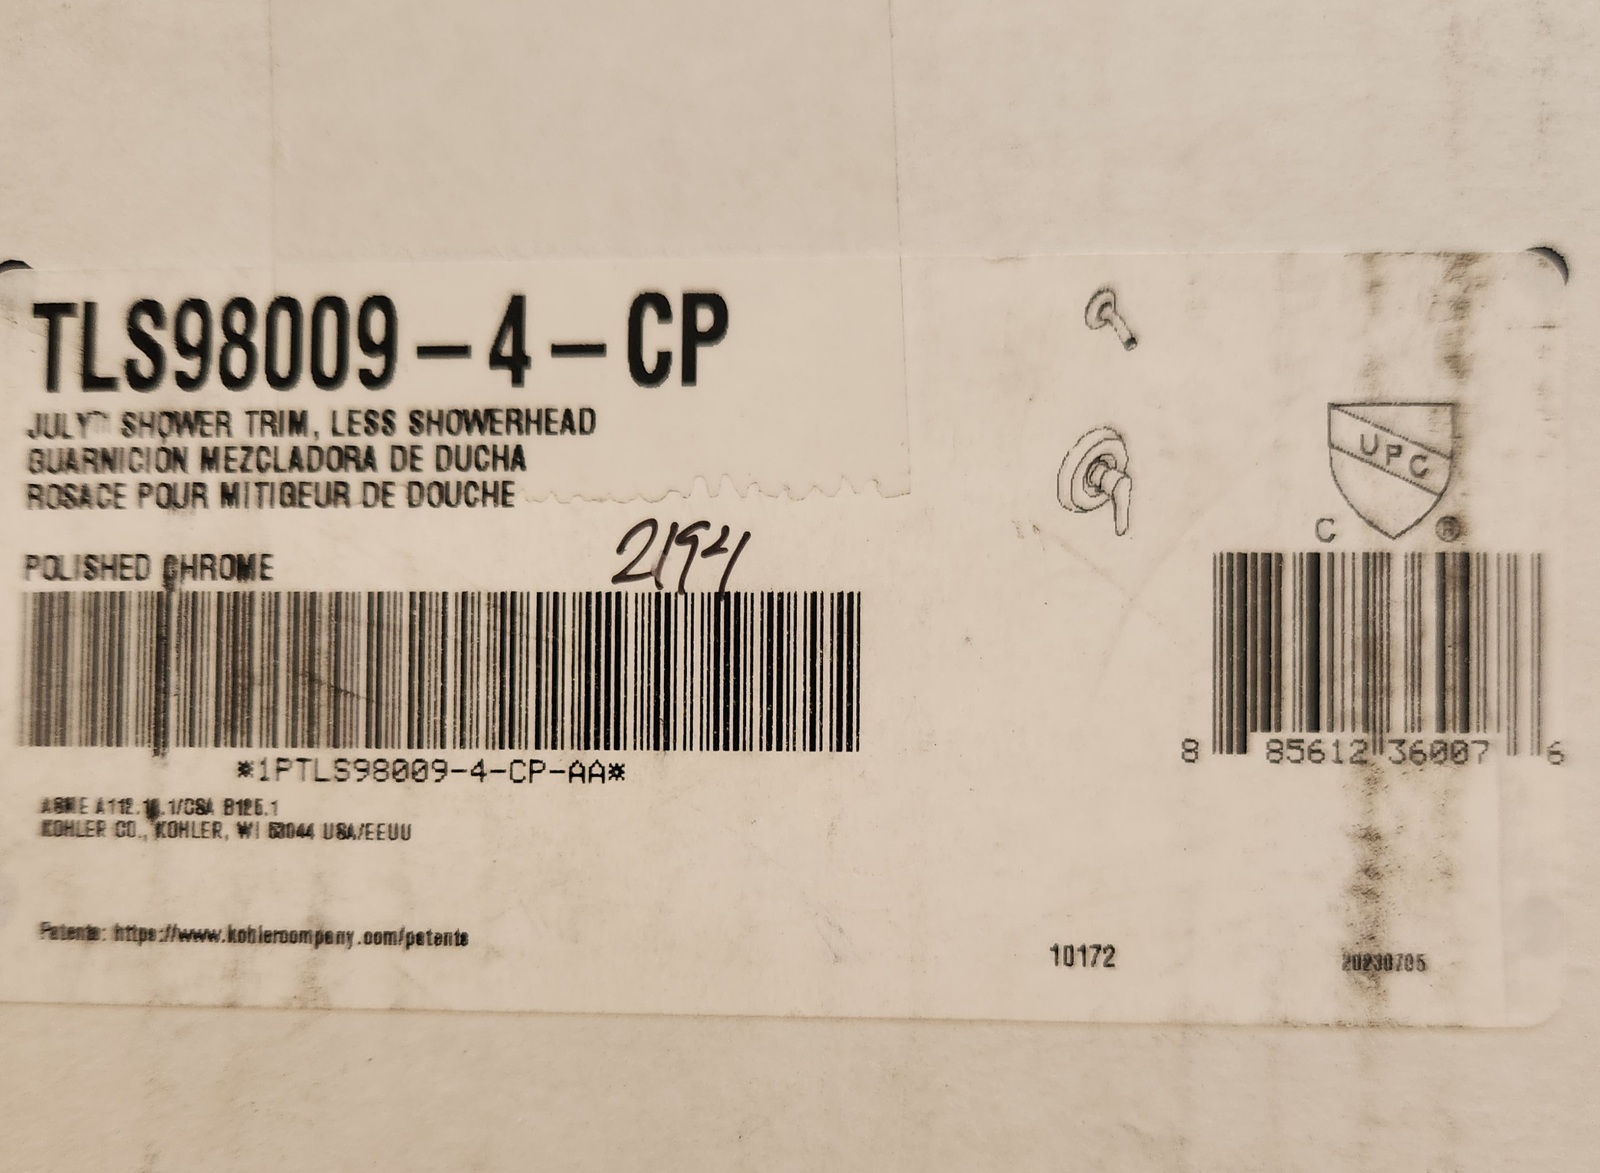 TLS98009-4-CP
JULY™ SHOWER TRIM, LESS SHOWERHEAD
GUARNICIÓN MEZCLADORA DE DUCHA
ROSACE POUR MITIGEUR DE DOUCHE
2194
POLISHED CHROME
*1PTLS98009-4-CP-AA*
ASME A112.18.1/CSA B125.1
KOHLER CO., KOHLER, WI 53044 USA/EEUU
Patents: https://www.kohlercompany.com/patents
UPC
C ®
8 85612 36007 6
10172
20230705